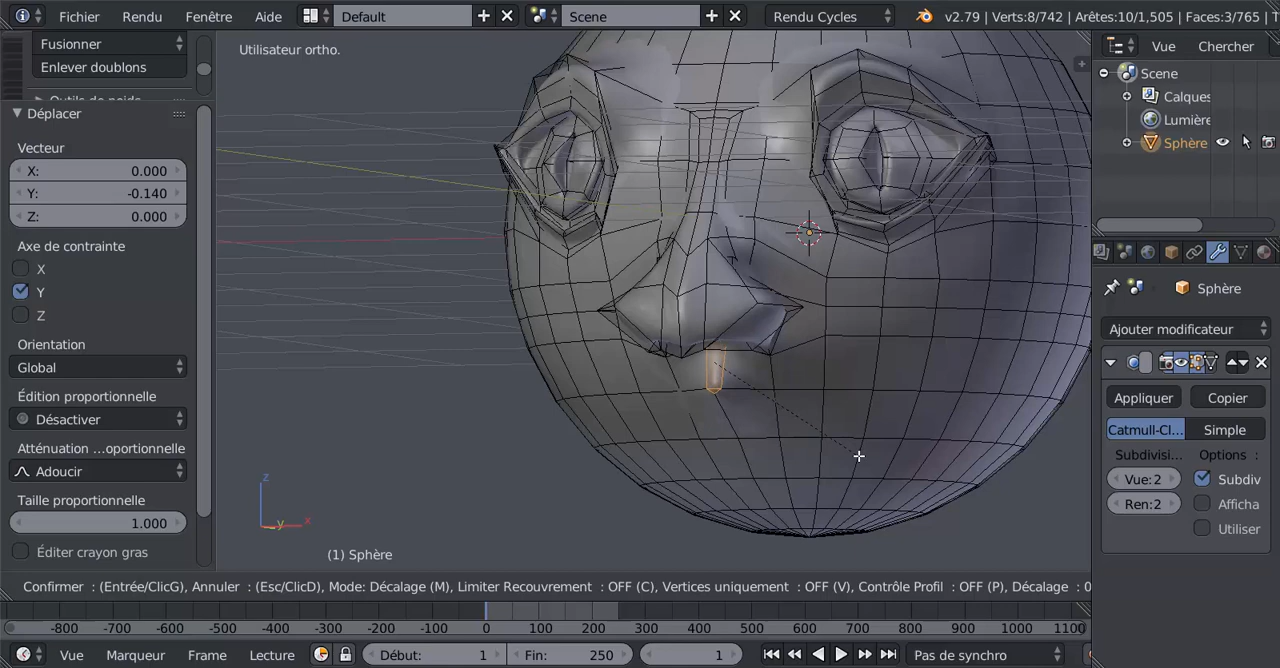 Fichier Rendu Fenêtre Aide Default Scene Rendu Cycles v2.79 | Verts:8/742 | Arêtes:10/1,505 | Faces:3/765 | T
Fusionner
Enlever doublons
Déplacer
Vecteur
X: 0.000
Y: -0.140
Z: 0.000
Axe de contrainte
X
Y
Z
Orientation
Global
Édition proportionnelle
Désactiver
Atténuation ...oportionnelle
Adoucir
Taille proportionnelle
1.000
Éditer crayon gras
Utilisateur ortho.
z
y x
(1) Sphère
Vue Chercher
Scene
Calques
Lumière
Sphère
Sphère
Ajouter modificateur
Appliquer Copier
Catmull-Cl... Simple
Subdivisi... Options :
Vue: 2 Subdiv
Ren: 2 Afficha
Utiliser
Confirmer : (Entrée/ClicG), Annuler : (Esc/ClicD), Mode: Décalage (M), Limiter Recouvrement : OFF (C), Vertices uniquement : OFF (V), Contrôle Profil : OFF (P), Décalage : 0
-800 -700 -600 -500 -400 -300 -200 -100 0 100 200 300 400 500 600 700 800 900 1000 1100
Vue Marqueur Frame Lecture Début: 1 Fin: 250 1 Pas de synchro